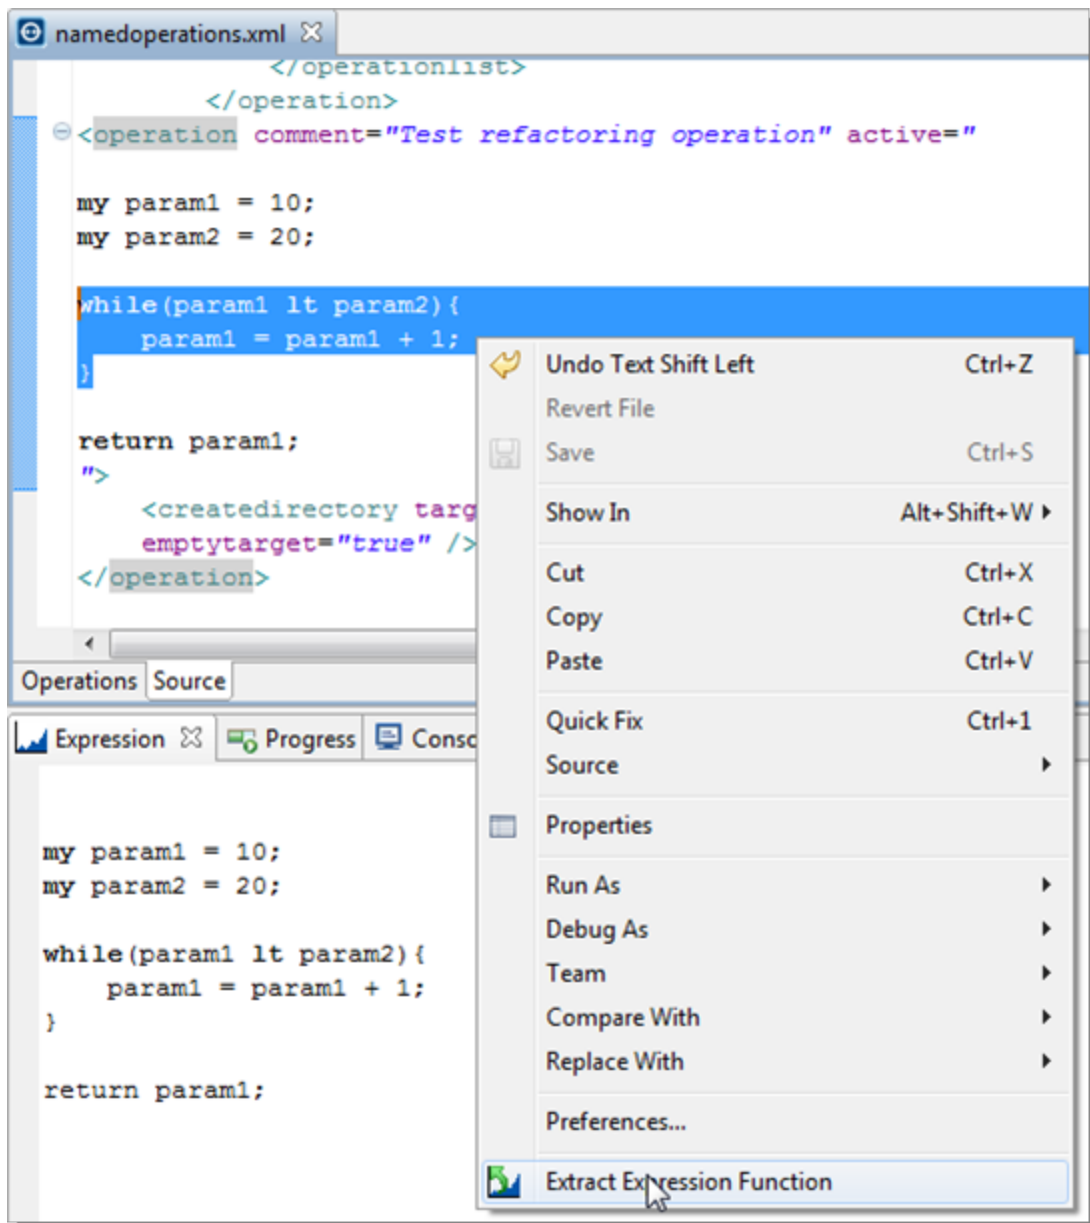 namedoperations.xml
</operationlist>
</operation>
<operation comment="Test refactoring operation" active="
my param1 = 10;
my param2 = 20;
while(param1 lt param2){
param1 = param1 + 1;
}
return param1;
">
<createdirectory targ
emptytarget="true" />
</operation>
Operations Source
Undo Text Shift Left Ctrl+Z
Revert File
Save Ctrl+S
Show In Alt+Shift+W
Cut Ctrl+X
Copy Ctrl+C
Paste Ctrl+V
Quick Fix Ctrl+1
Source
Properties
Run As
Debug As
Team
Compare With
Replace With
Preferences...
Extract Expression Function
Expression Progress Consc
my param1 = 10;
my param2 = 20;
while(param1 lt param2){
param1 = param1 + 1;
}
return param1;